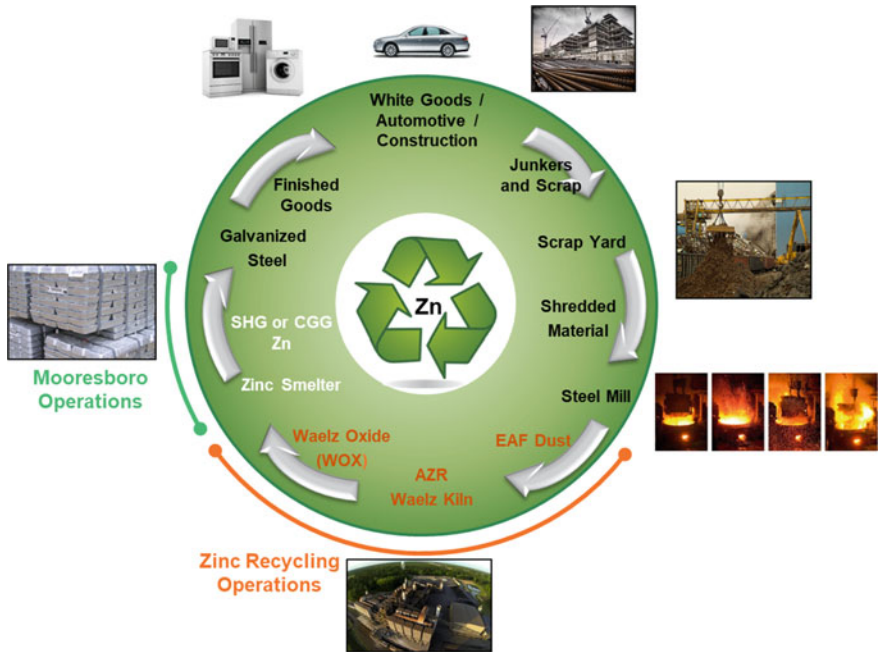 White Goods /
Automotive /
Construction
Junkers
and Scrap
Scrap Yard
Shredded
Material
Steel Mill
EAF Dust
AZR
Waelz Kiln
Waelz Oxide
(WOX)
Zinc Smelter
SHG or CGG
Zn
Galvanized
Steel
Finished
Goods
Zn
Mooresboro
Operations
Zinc Recycling
Operations